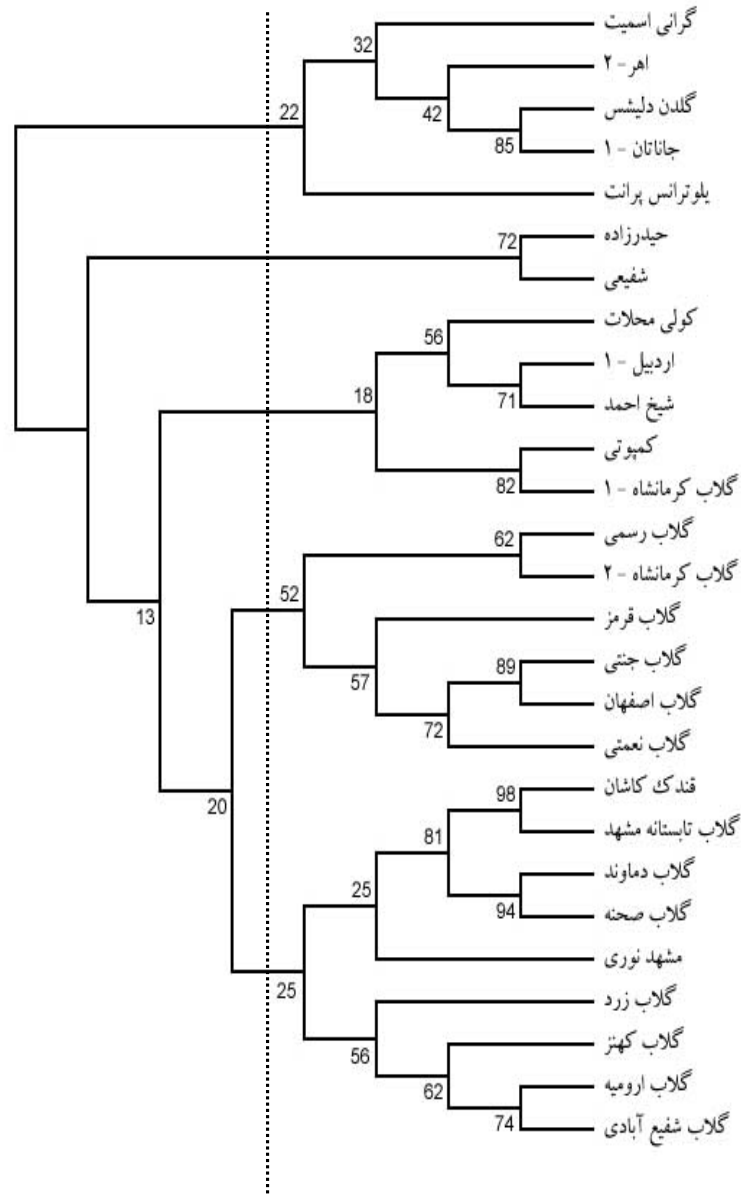 گرانی اسمیت
32
اهر - ۲
22
42
گلدن دلیشس
85
جاناتان - ۱
یلوترانس پرانت
72
حیدرزاده
شفیعی
کولی محلات
56
اردبیل - ۱
18
71
شیخ احمد
کمپوتی
82
گلاب کرمانشاه - ۱
62
گلاب رسمی
گلاب کرمانشاه - ۲
52
13
گلاب قرمز
89
گلاب جنتی
57
گلاب اصفهان
72
گلاب نعمتی
98
قندک کاشان
20
81
گلاب تابستانه مشهد
25
گلاب دماوند
94
گلاب صحنه
مشهد نوری
25
گلاب زرد
56
گلاب کهنز
62
گلاب ارومیه
74
گلاب شفیع آبادی